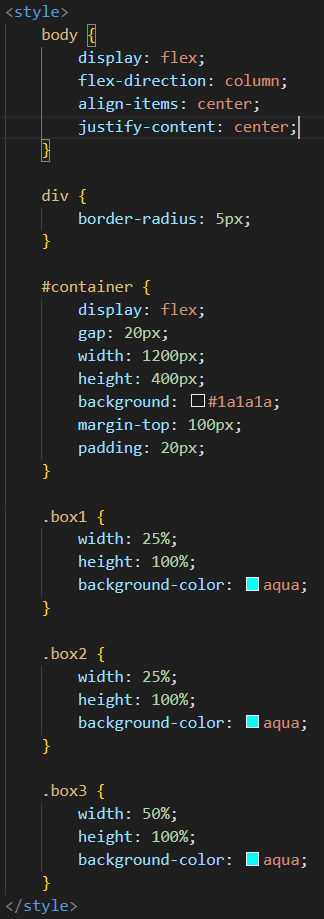 <style>
body {
display: flex;
flex-direction: column;
align-items: center;
justify-content: center;
}
div {
border-radius: 5px;
}
#container {
display: flex;
gap: 20px;
width: 1200px;
height: 400px;
background: #1a1a1a;
margin-top: 100px;
padding: 20px;
}
.box1 {
width: 25%;
height: 100%;
background-color: aqua;
}
.box2 {
width: 25%;
height: 100%;
background-color: aqua;
}
.box3 {
width: 50%;
height: 100%;
background-color: aqua;
}
</style>